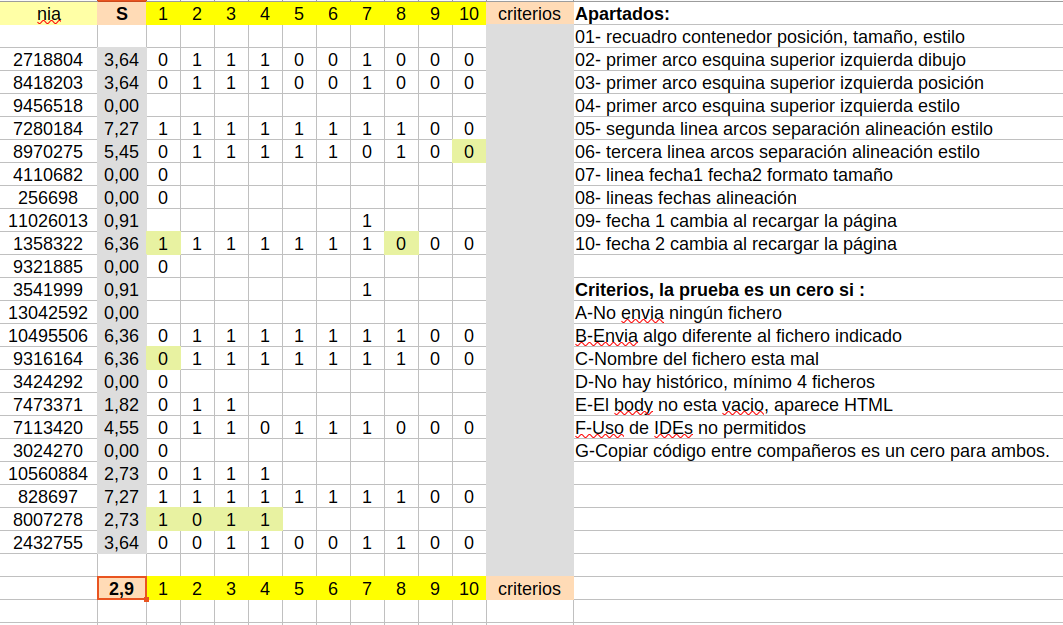 nia S 1 2 3 4 5 6 7 8 9 10 criterios Apartados:
01- recuadro contenedor posición, tamaño, estilo
2718804 3,64 0 1 1 1 0 0 1 0 0 0 02- primer arco esquina superior izquierda dibujo
8418203 3,64 0 1 1 1 0 0 1 0 0 0 03- primer arco esquina superior izquierda posición
9456518 0,00 04- primer arco esquina superior izquierda estilo
7280184 7,27 1 1 1 1 1 1 1 1 0 0 05- segunda linea arcos separación alineación estilo
8970275 5,45 0 1 1 1 1 1 0 1 0 0 06- tercera linea arcos separación alineación estilo
4110682 0,00 0 07- linea fecha1 fecha2 formato tamaño
256698 0,00 0 08- lineas fechas alineación
11026013 0,91 1 09- fecha 1 cambia al recargar la página
1358322 6,36 1 1 1 1 1 1 1 0 0 0 10- fecha 2 cambia al recargar la página
9321885 0,00 0
3541999 0,91 1 Criterios, la prueba es un cero si :
13042592 0,00 A-No envia ningún fichero
10495506 6,36 0 1 1 1 1 1 1 1 0 0 B-Envia algo diferente al fichero indicado
9316164 6,36 0 1 1 1 1 1 1 1 0 0 C-Nombre del fichero esta mal
3424292 0,00 0 D-No hay histórico, mínimo 4 ficheros
7473371 1,82 0 1 1 E-El body no esta vacio, aparece HTML
7113420 4,55 0 1 1 0 1 1 1 0 0 0 F-Uso de IDEs no permitidos
3024270 0,00 0 G-Copiar código entre compañeros es un cero para ambos.
10560884 2,73 0 1 1 1
828697 7,27 1 1 1 1 1 1 1 1 0 0
8007278 2,73 1 0 1 1
2432755 3,64 0 0 1 1 0 0 1 1 0 0
2,9 1 2 3 4 5 6 7 8 9 10 criterios